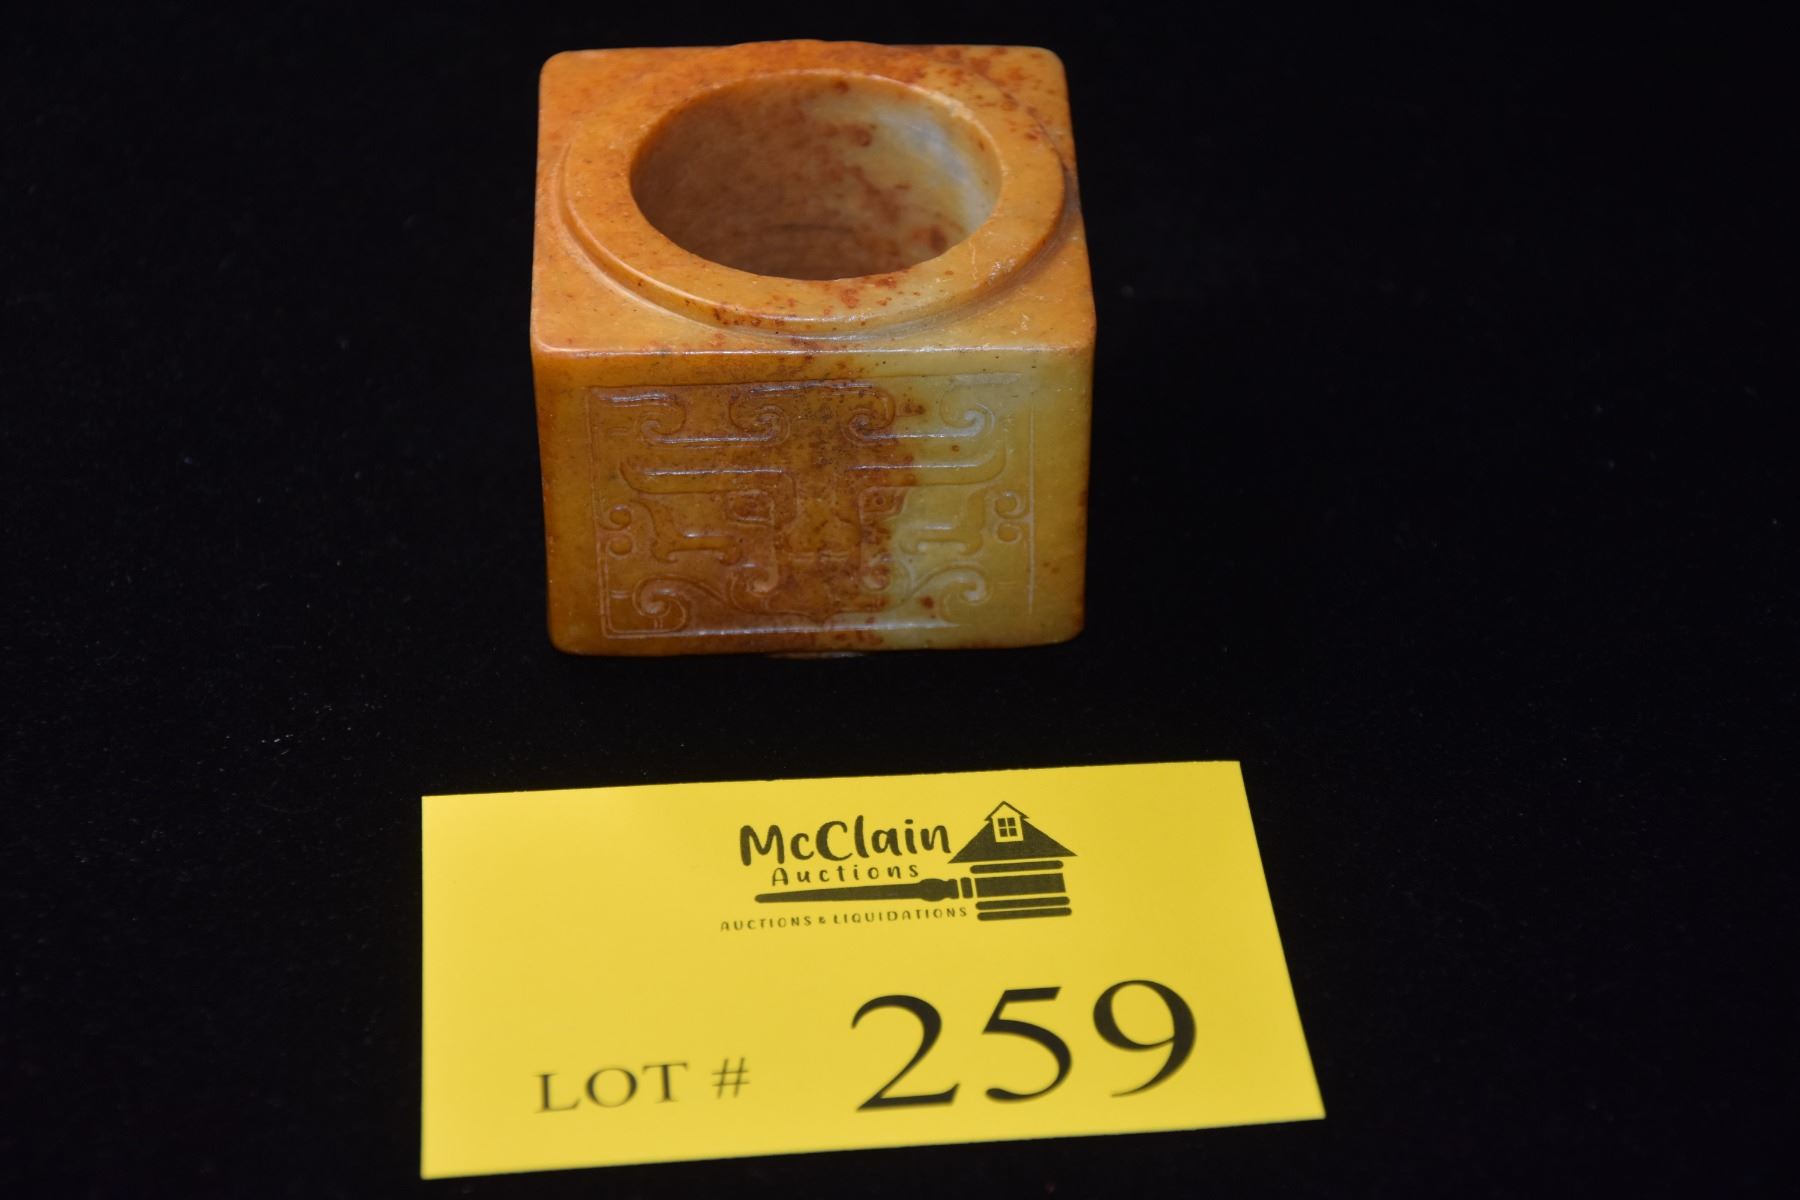 McClain
Auctions
AUCTIONS & LIQUIDATIONS
LOT # 259